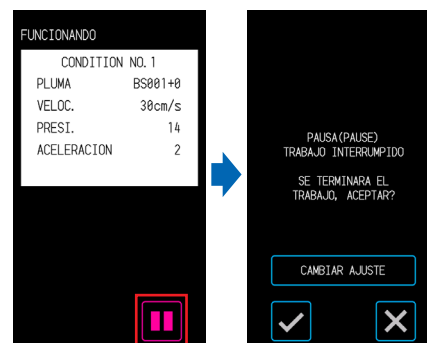 FUNCIONANDO
CONDITION NO.1
PLUMA BS001+0
VELOC. 30cm/s
PRESI. 14
ACELERACION 2
PAUSA(PAUSE)
TRABAJO INTERRUMPIDO
SE TERMINARA EL
TRABAJO, ACEPTAR?
CAMBIAR AJUSTE